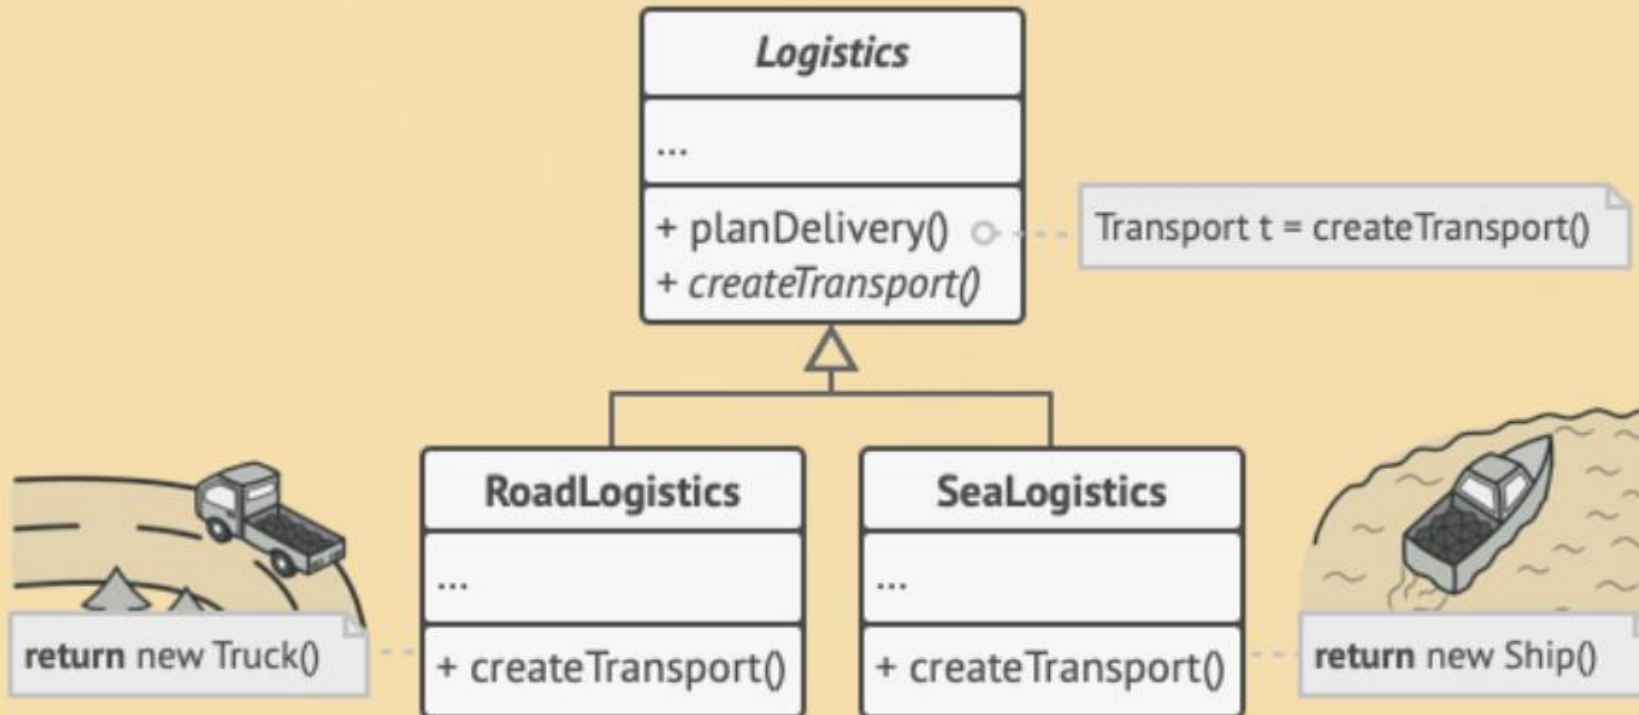 Logistics
...
+ planDelivery()
+ createTransport()
Transport t = createTransport()
RoadLogistics
...
+ createTransport()
SeaLogistics
...
+ createTransport()
return new Truck()
return new Ship()